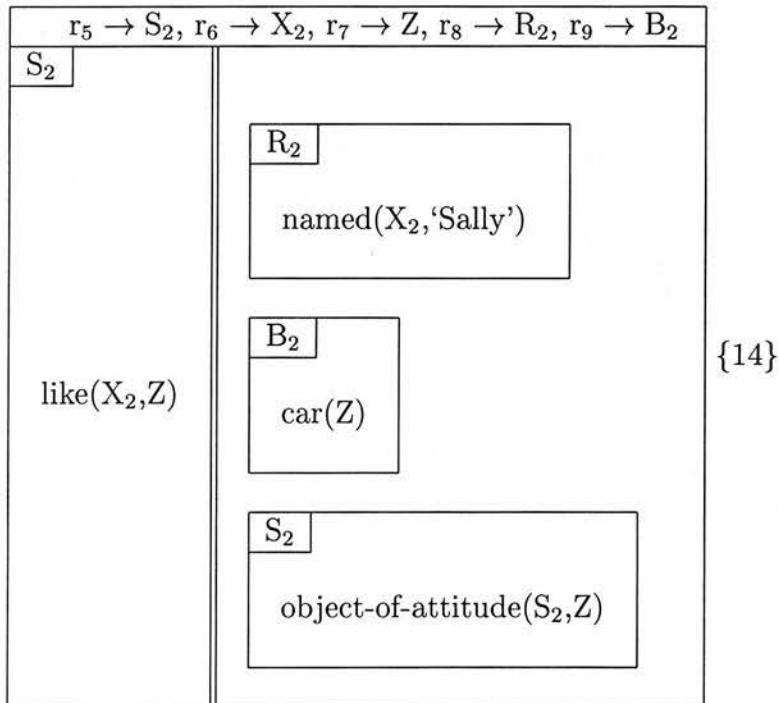 r₅ → S₂, r₆ → X₂, r₇ → Z, r₈ → R₂, r₉ → B₂
S₂
R₂
named(X₂,‘Sally’)
B₂
{14}
like(X₂,Z)
car(Z)
S₂
object-of-attitude(S₂,Z)